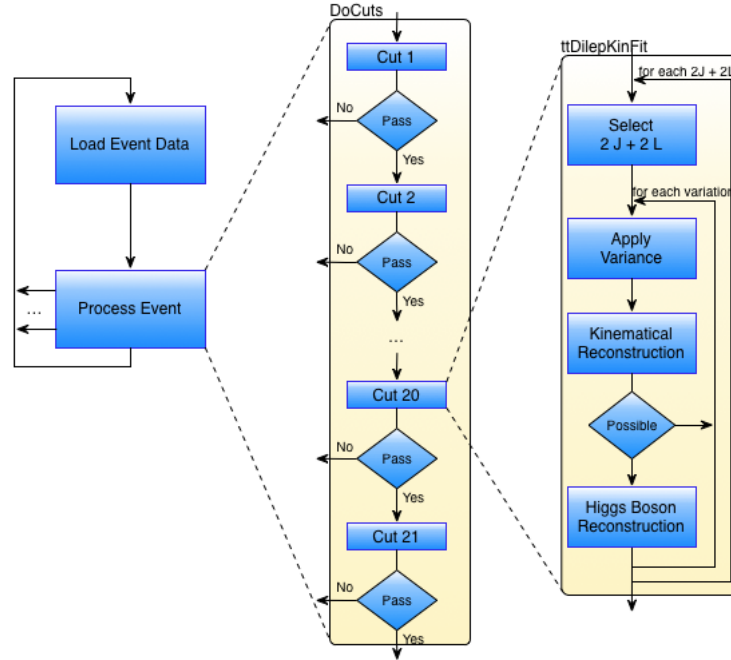 DoCuts
Cut 1
No
Pass
Yes
Cut 2
No
Pass
Yes
...
Cut 20
No
Pass
Yes
Cut 21
No
Pass
Yes
Load Event Data
Process Event
...
ttDilepKinFit
for each 2J + 2L
Select
2 J + 2 L
for each variation
Apply
Variance
Kinematical
Reconstruction
Possible
Higgs Boson
Reconstruction